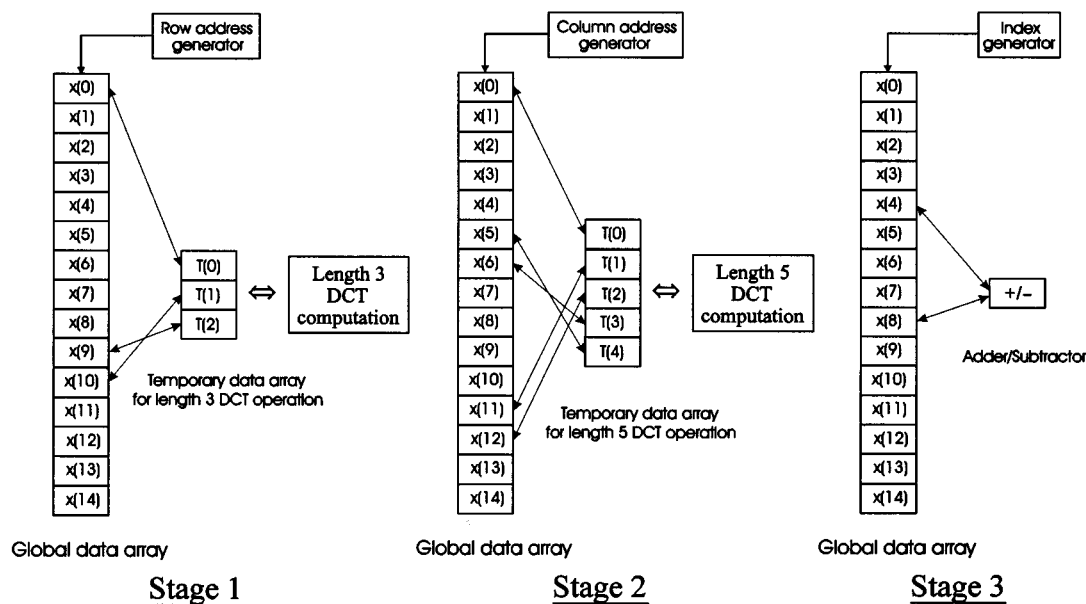 Row address
generator
x(0)
x(1)
x(2)
x(3)
x(4)
x(5)
x(6)
x(7)
x(8)
x(9)
x(10)
x(11)
x(12)
x(13)
x(14)
T(0)
T(1)
T(2)
Length 3
DCT
computation
Temporary data array
for length 3 DCT operation
Global data array
Stage 1
Column address
generator
x(0)
x(1)
x(2)
x(3)
x(4)
x(5)
x(6)
x(7)
x(8)
x(9)
x(10)
x(11)
x(12)
x(13)
x(14)
T(0)
T(1)
T(2)
T(3)
T(4)
Length 5
DCT
computation
Temporary data array
for length 5 DCT operation
Global data array
Stage 2
Index
generator
x(0)
x(1)
x(2)
x(3)
x(4)
x(5)
x(6)
x(7)
x(8)
x(9)
x(10)
x(11)
x(12)
x(13)
x(14)
+/−
Adder/Subtractor
Global data array
Stage 3